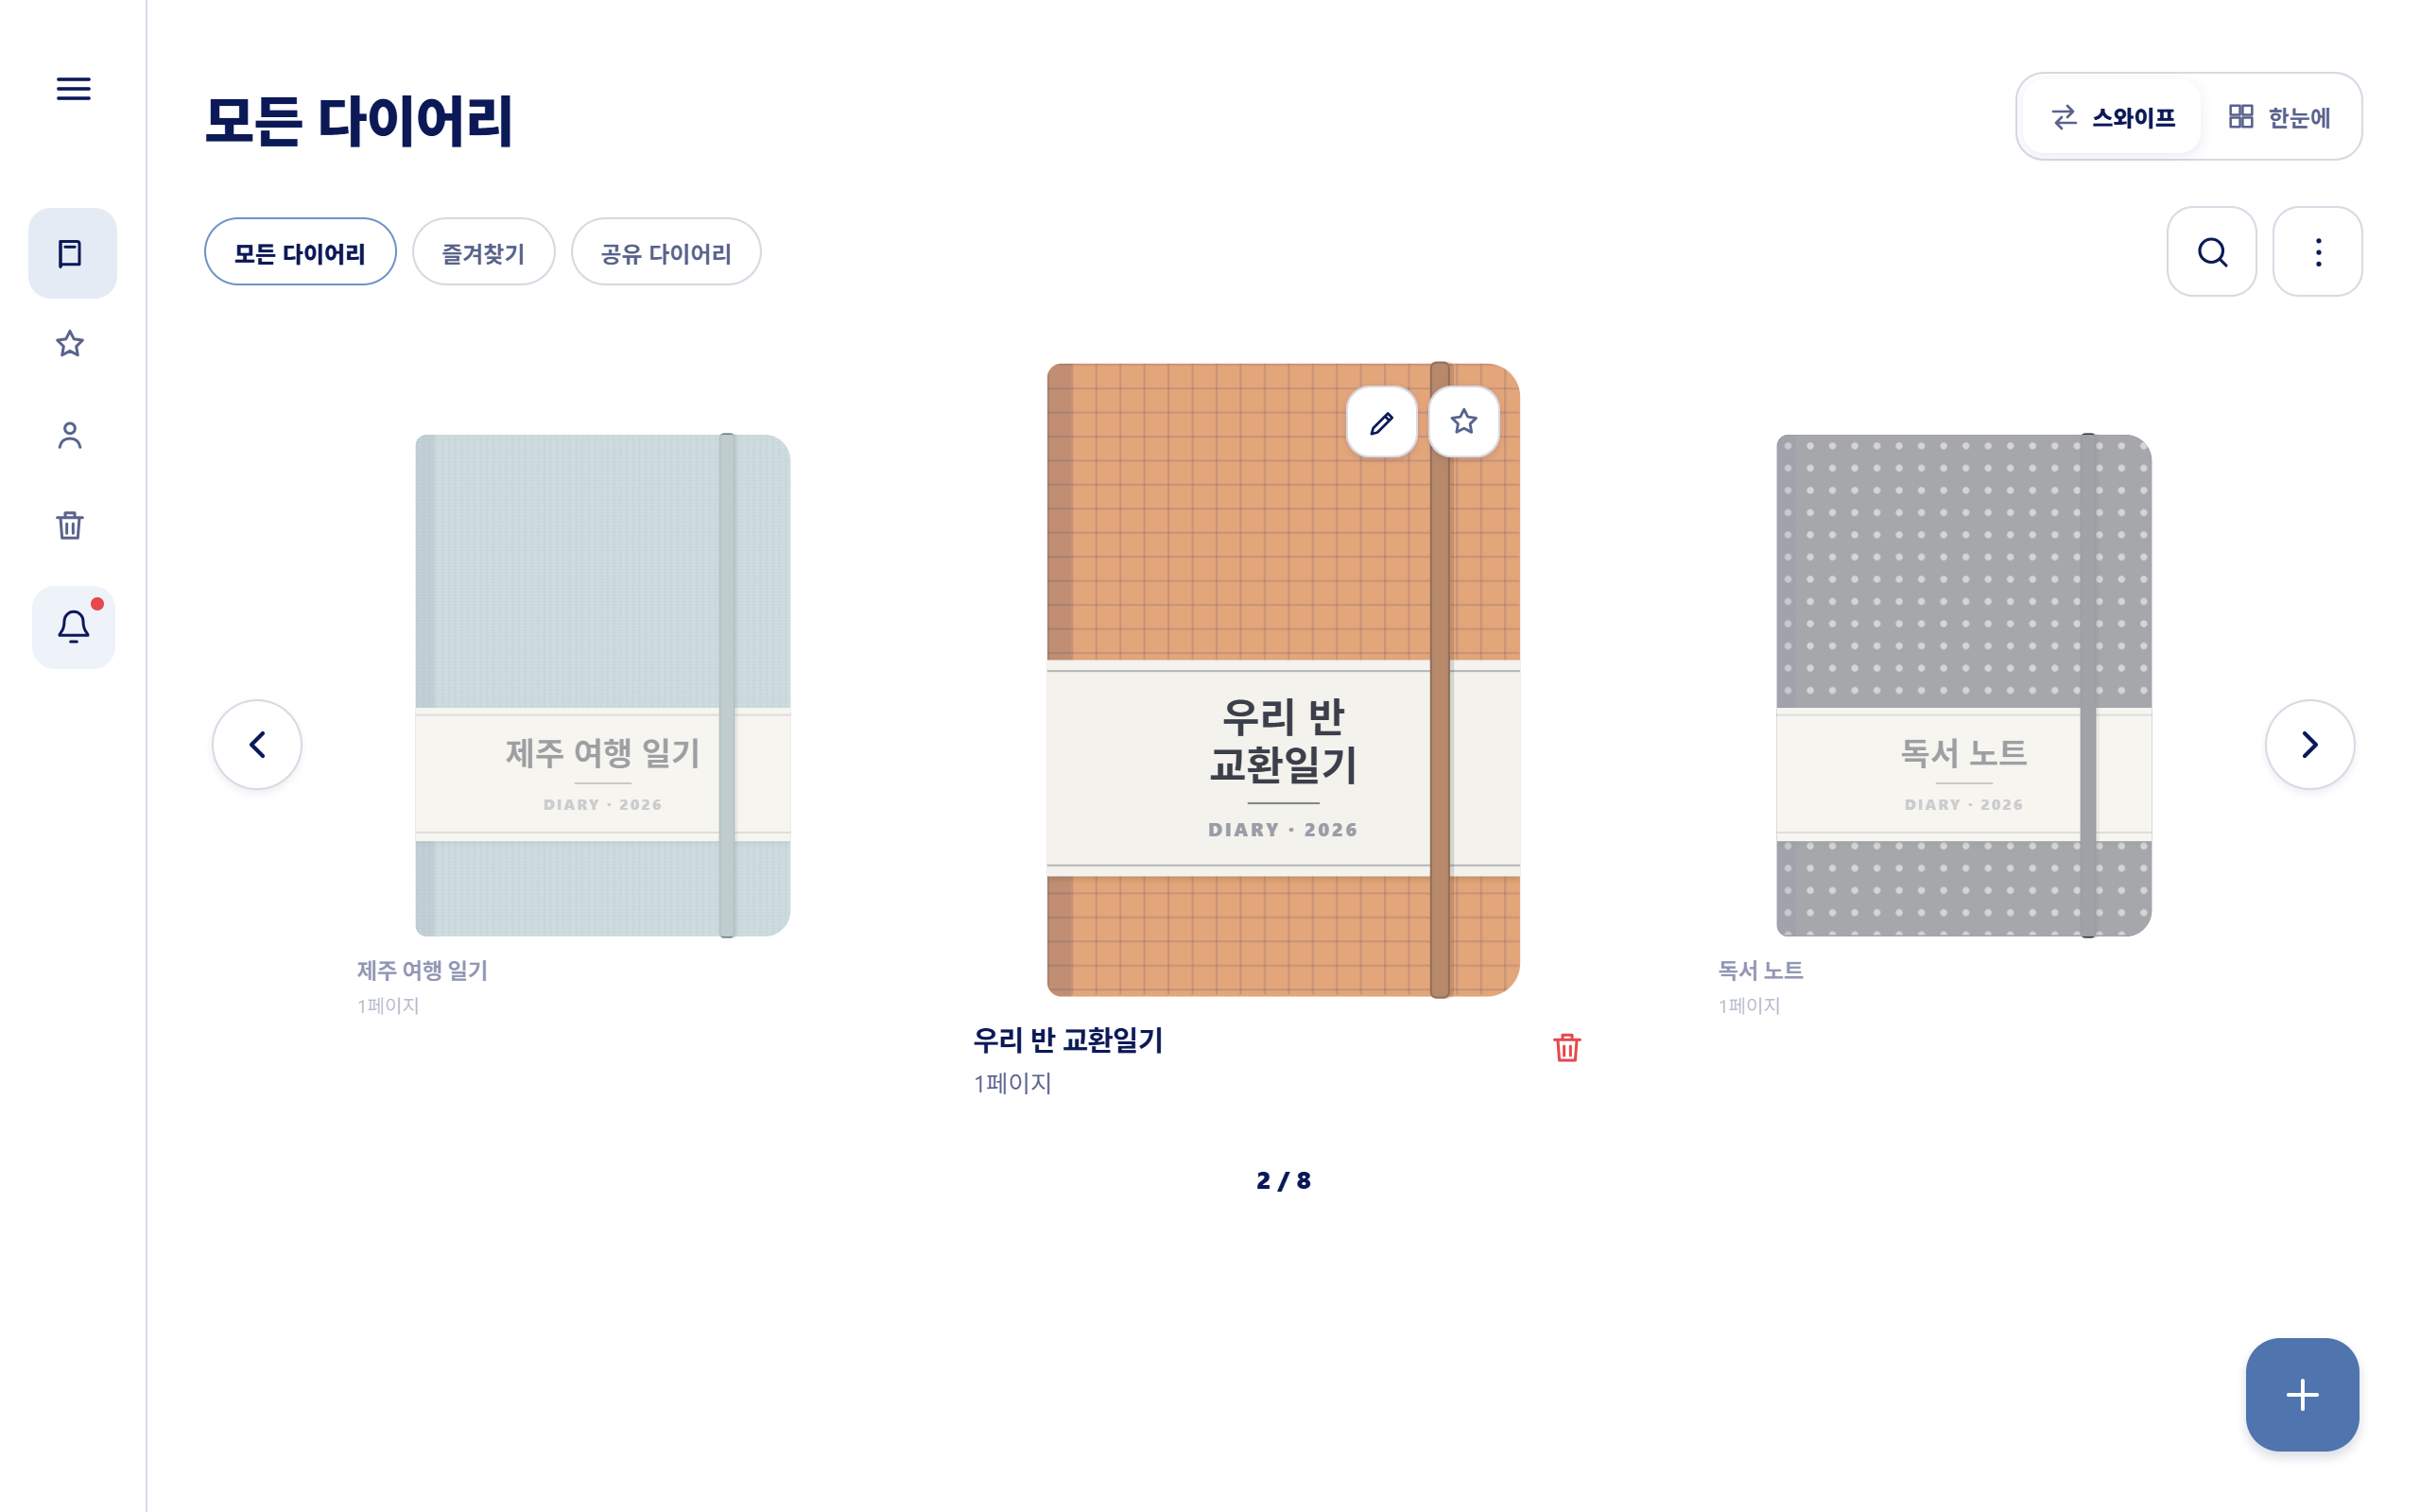 모든 다이어리
스와이프
한눈에
모든 다이어리
즐겨찾기
공유 다이어리
제주 여행 일기
DIARY · 2026
제주 여행 일기
1페이지
우리 반
교환일기
DIARY · 2026
우리 반 교환일기
1페이지
독서 노트
DIARY · 2026
독서 노트
1페이지
2 / 8